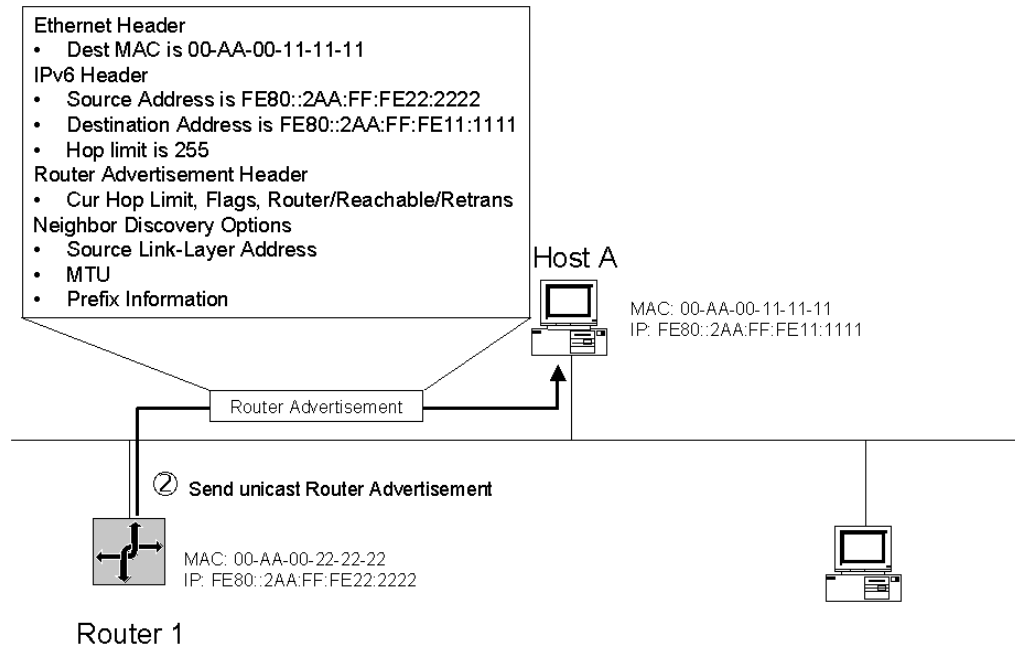 Ethernet Header
• Dest MAC is 00-AA-00-11-11-11
IPv6 Header
• Source Address is FE80::2AA:FF:FE22:2222
• Destination Address is FE80::2AA:FF:FE11:1111
• Hop limit is 255
Router Advertisement Header
• Cur Hop Limit, Flags, Router/Reachable/Retrans
Neighbor Discovery Options
• Source Link-Layer Address
• MTU
• Prefix Information
Host A
MAC: 00-AA-00-11-11-11
IP: FE80::2AA:FF:FE11:1111
Router Advertisement
② Send unicast Router Advertisement
MAC: 00-AA-00-22-22-22
IP: FE80::2AA:FF:FE22:2222
Router 1